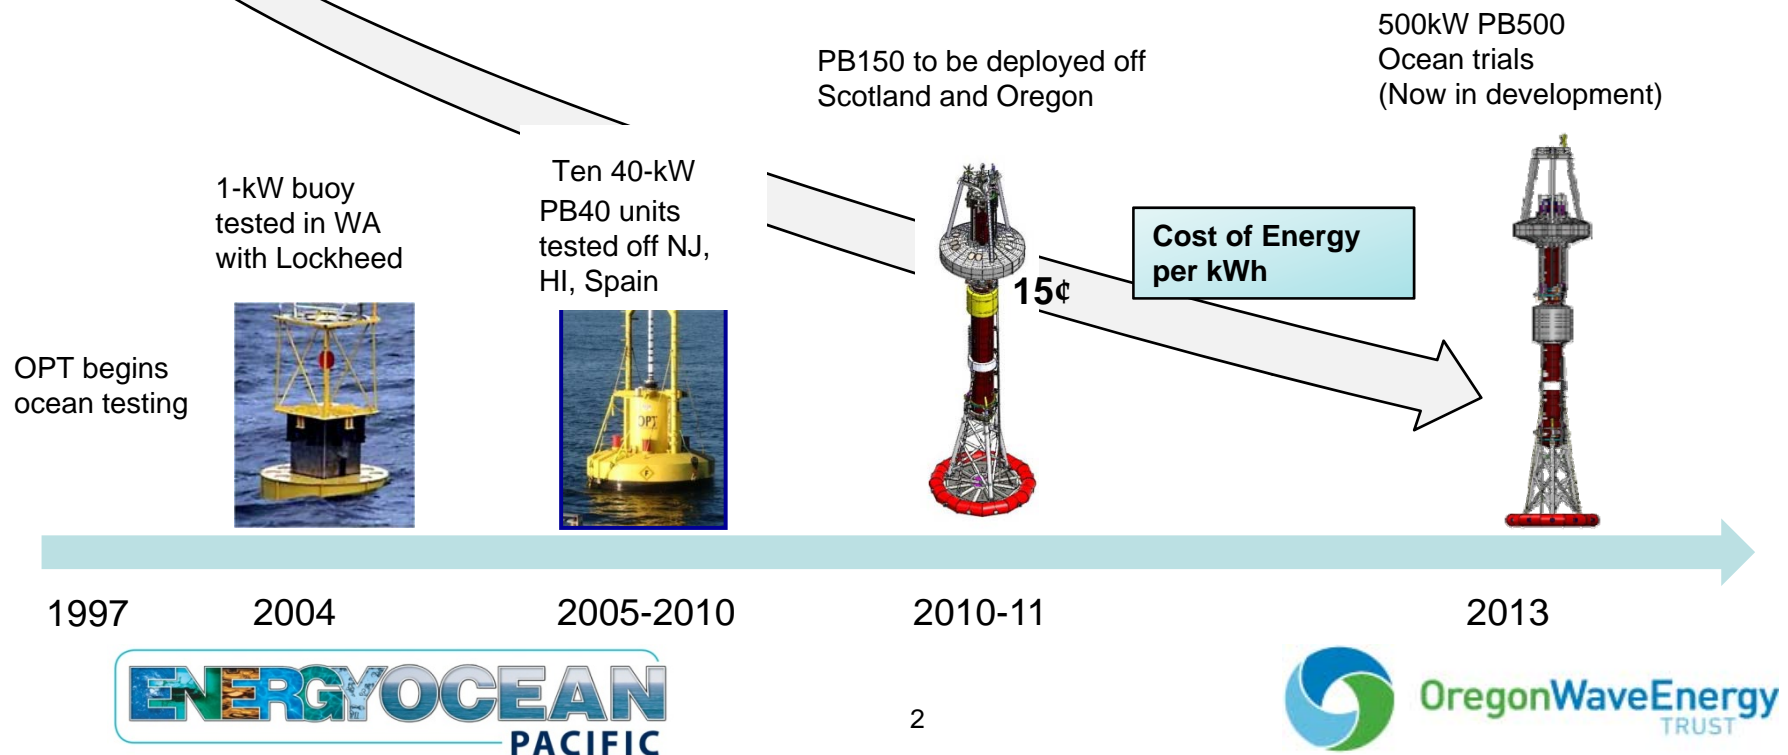 500kW PB500
Ocean trials
(Now in development)
PB150 to be deployed off
Scotland and Oregon
Ten 40-kW
PB40 units
tested off NJ,
HI, Spain
1-kW buoy
tested in WA
with Lockheed
Cost of Energy
per kWh
15¢
OPT begins
ocean testing
OPT
1997
2004
2005-2010
2010-11
2013
ENERGYOCEAN
PACIFIC
2
OregonWaveEnergy
TRUST